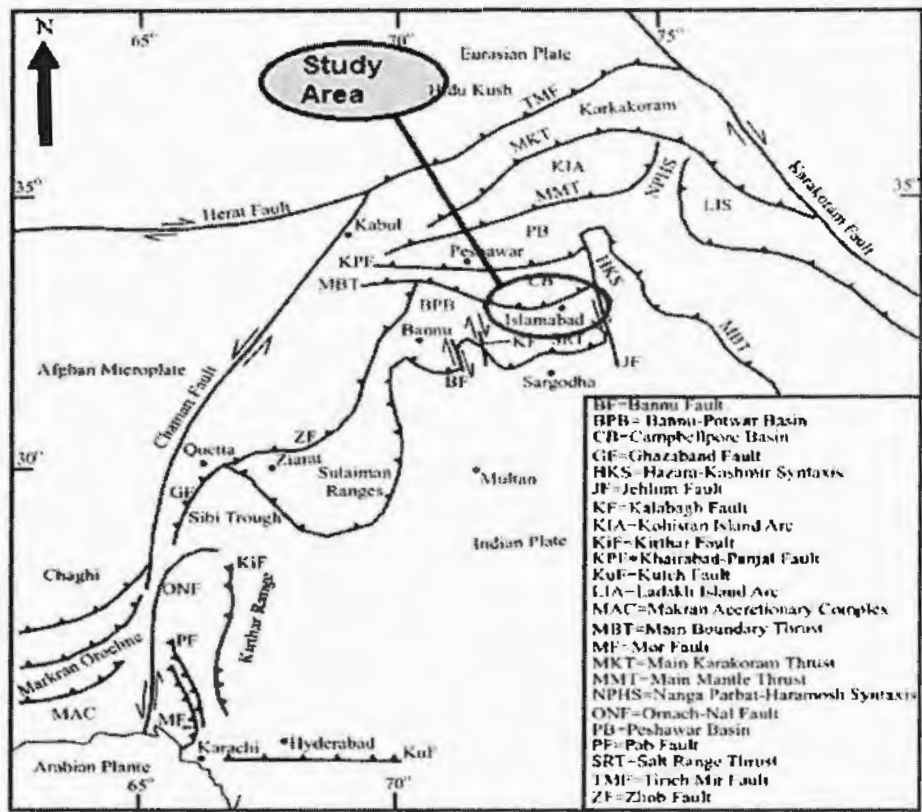 N
65°
70
75
Study
Area
Eurasian Plate
Hidu Kush
TMF
Karkakoram
MKT
KIA
NPHS
35°
35°
Herat Fault
MMT
LIS
Karakoram Fault
Kabul
PB
Peshawar
KPF
HKS
CB
MBT
BPB
Islamabad
Bannu
KF
SRT
MBT
BF
JF
Sargodha
Afghan Microplate
Chaman Fault
Quetta
ZF
Ziarat
30°
Sulaiman
Ranges
Multan
GF
Sibi Trough
Indian Plate
Chaghi
KiF
ONF
Kirthar Range
PF
Markran Orochne
MAC
MF
Karachi
Hyderabad
KuF
Arabian Plante
65°
70
BF=Bannu Fault
BPB= Bannu-Potwar Basin
CB=Campbellpore Basin
GF=Ghazaband Fault
HKS=Hazara-Kashmir Syntaxis
JF=Jehlum Fault
KF=Kalabagh Fault
KIA=Kohistan Island Arc
KiF=Kirthar Fault
KPF=Khairabad-Panjal Fault
KuF=Kutch Fault
LIA=Ladakh Island Arc
MAC=Makran Accretionary Complex
MBT=Main Boundary Thrust
MF=Mor Fault
MKT=Main Karakoram Thrust
MMT=Main Mantle Thrust
NPHS=Nanga Parbat-Haramosh Syntaxis
ONF=Ornach-Nal Fault
PB=Peshawar Basin
PF=Pab Fault
SRT=Salt Range Thrust
TMF=Tirich Mir Fault
ZF=Zhob Fault